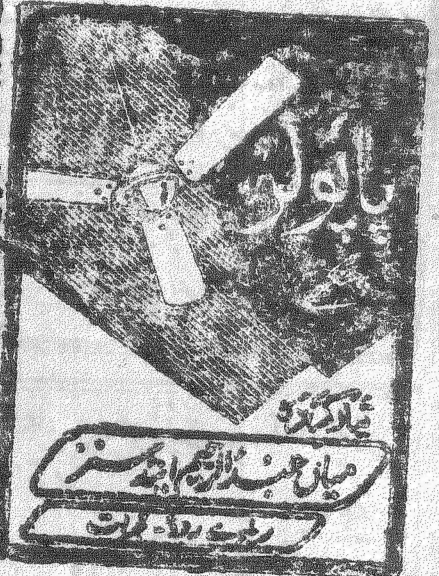 پاپولر
تیار کردہ
میاں عبدالرحیم اینڈ سنز
ریلوے روڈ - گجرات